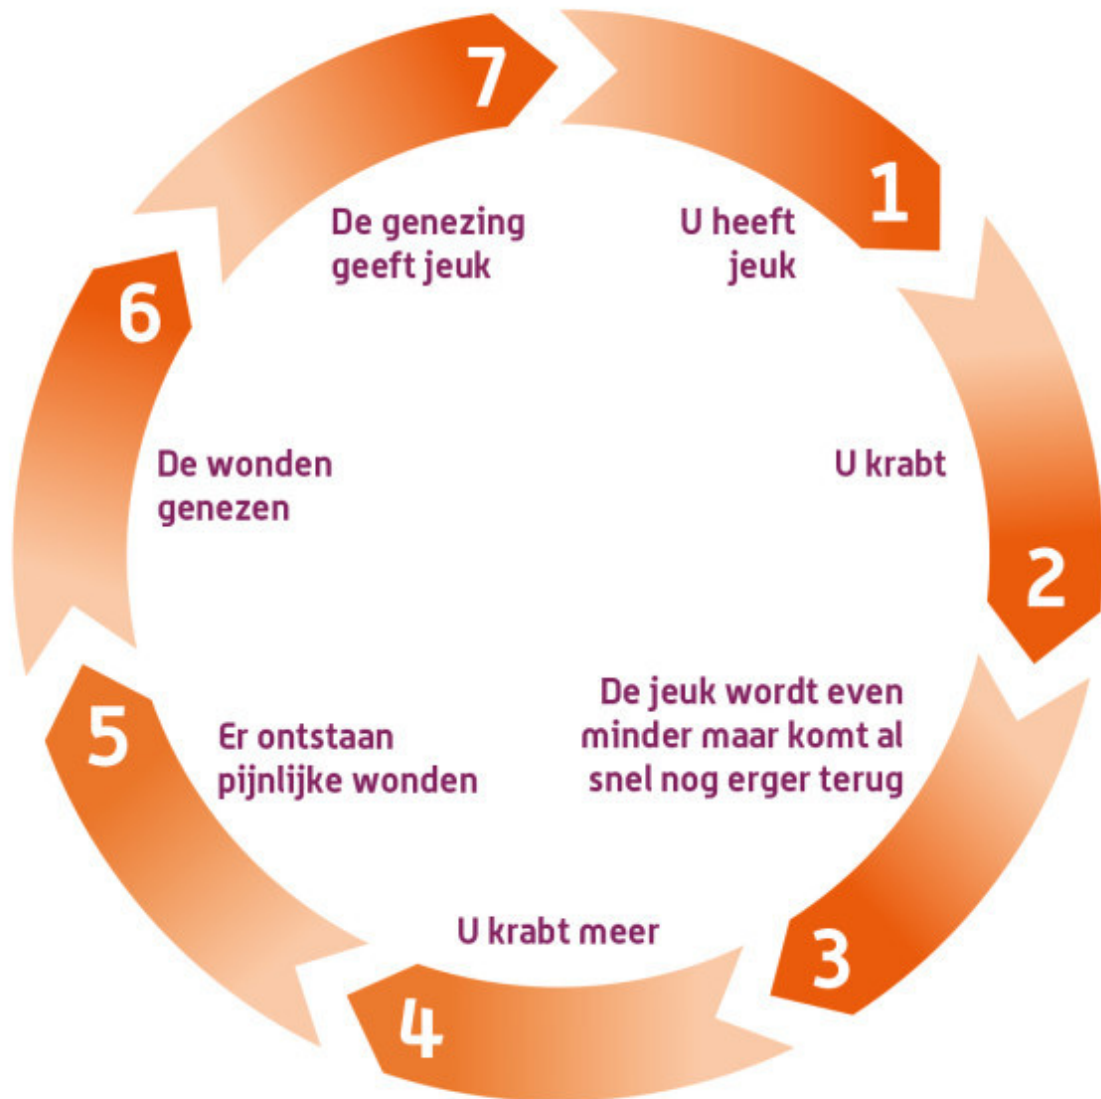 1
U heeft
jeuk
2
U krabt
3
De jeuk wordt even
minder maar komt al
snel nog erger terug
4
U krabt meer
5
Er ontstaan
pijnlijke wonden
6
De wonden
genezen
7
De genezing
geeft jeuk